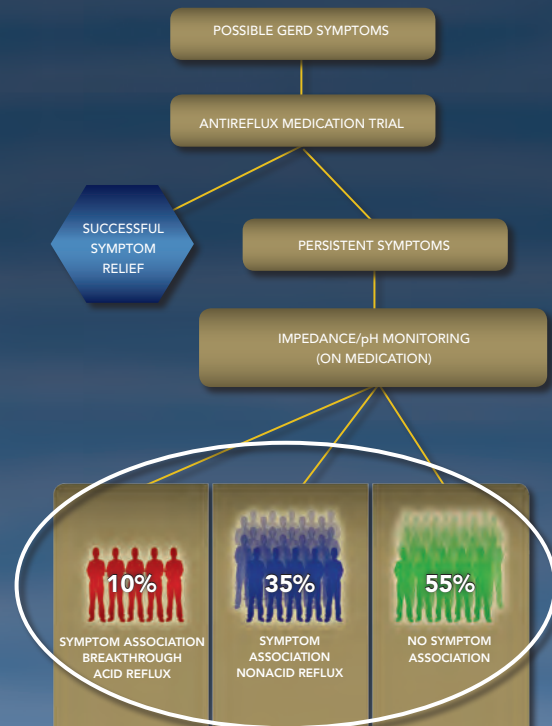 POSSIBLE GERD SYMPTOMS
ANTIREFLUX MEDICATION TRIAL
SUCCESSFUL
SYMPTOM
RELIEF
PERSISTENT SYMPTOMS
IMPEDANCE/pH MONITORING
(ON MEDICATION)
10%
SYMPTOM ASSOCIATION
BREAKTHROUGH
ACID REFLUX
35%
SYMPTOM
ASSOCIATION
NONACID REFLUX
55%
NO SYMPTOM
ASSOCIATION